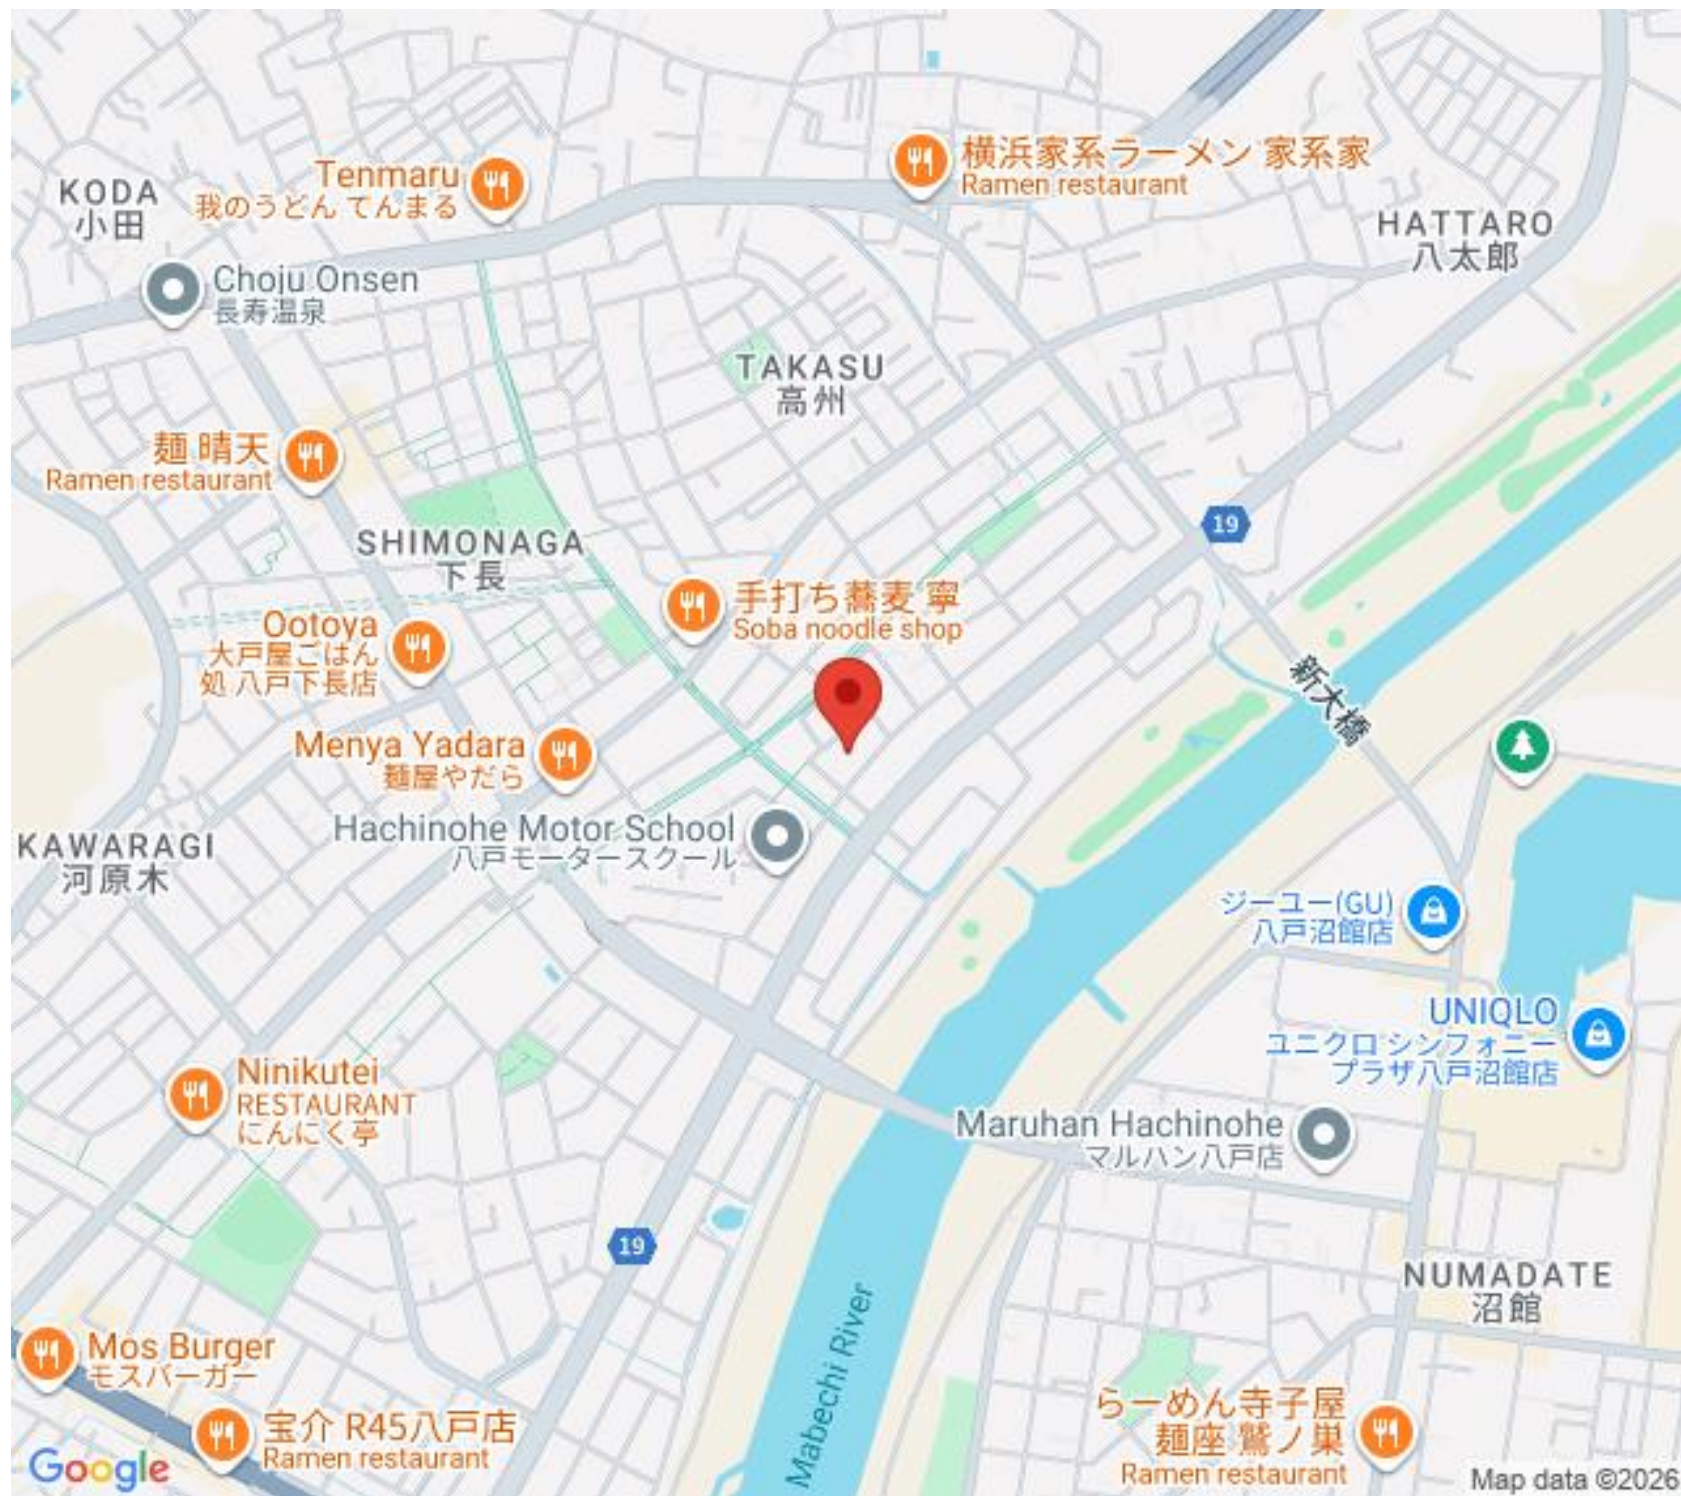 横浜家系ラーメン 家系家
Ramen restaurant
Tenmaru
我のうどん てんまる
KODA
小田
HATTARO
八太郎
Choju Onsen
長寿温泉
TAKASU
高州
麺 晴天
Ramen restaurant
19
SHIMONAGA
下長
手打ち蕎麦 寧
Soba noodle shop
Ootoya
大戸屋ごはん
処 八戸下長店
新大橋
Menya Yadara
麺屋やだら
Hachinohe Motor School
八戸モータースクール
KAWARAGI
河原木
ジーユー(GU)
八戸沼館店
UNIQLO
ユニクロ シンフォニー
プラザ八戸沼館店
Ninikutei
RESTAURANT
にんにく亭
Maruhan Hachinohe
マルハン八戸店
19
NUMADATE
沼館
Mabechi River
Mos Burger
モスバーガー
らーめん寺子屋
麺座 鷲ノ巣
Ramen restaurant
宝介 R45八戸店
Ramen restaurant
Google
Map data ©2026